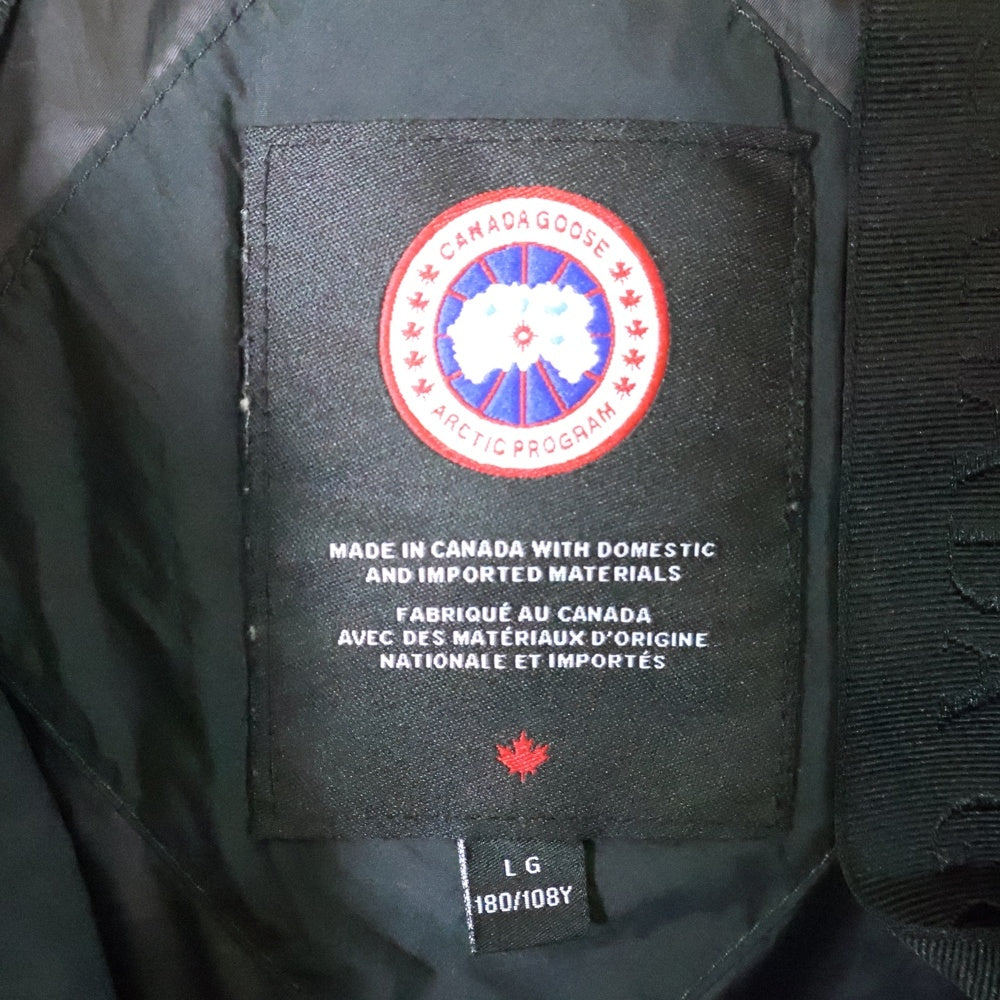 CANADA GOOSE
ARCTIC PROGRAM
MADE IN CANADA WITH DOMESTIC
AND IMPORTED MATERIALS
FABRIQUÉ AU CANADA
AVEC DES MATÉRIAUX D'ORIGINE
NATIONALE ET IMPORTÉS
LG
180/108Y